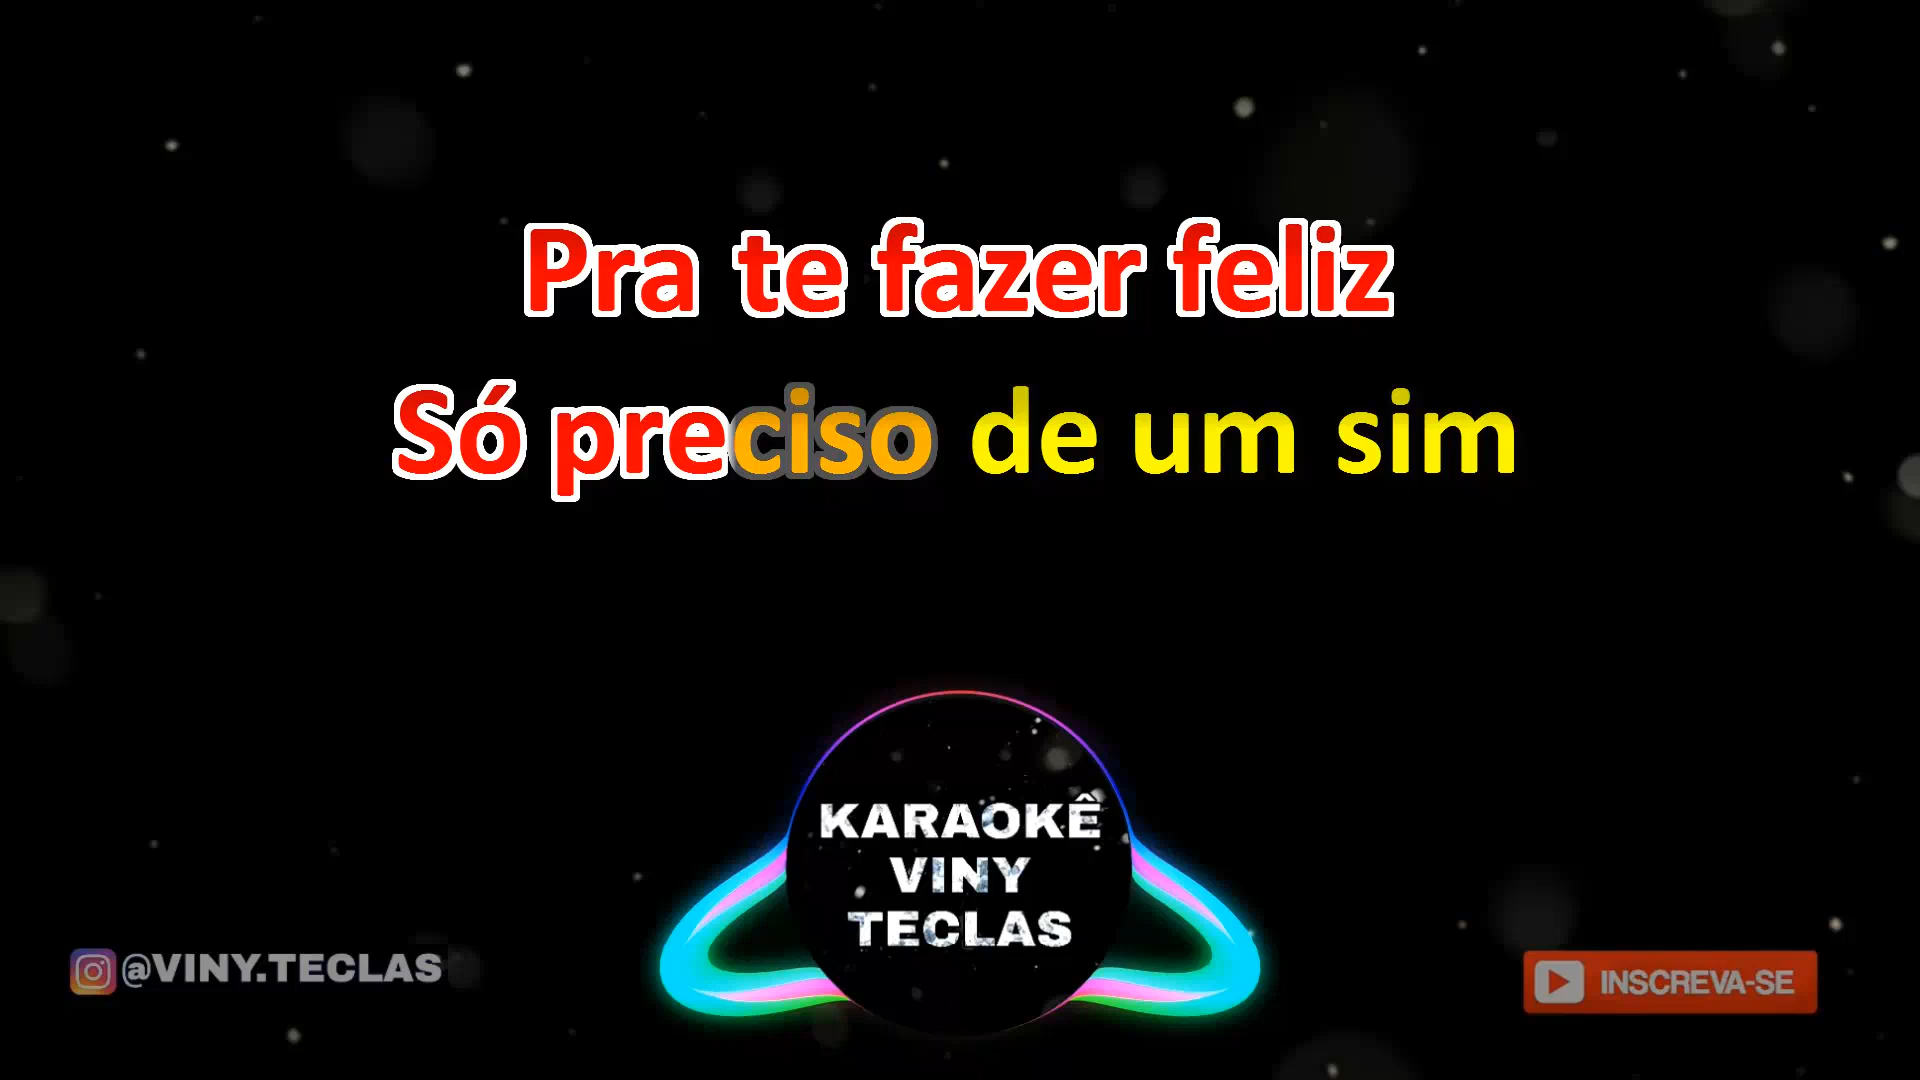 Pra te fazer feliz
Só preciso de um sim
KARAOKÊ
VINY
TECLAS
@VINY.TECLAS
INSCREVA-SE